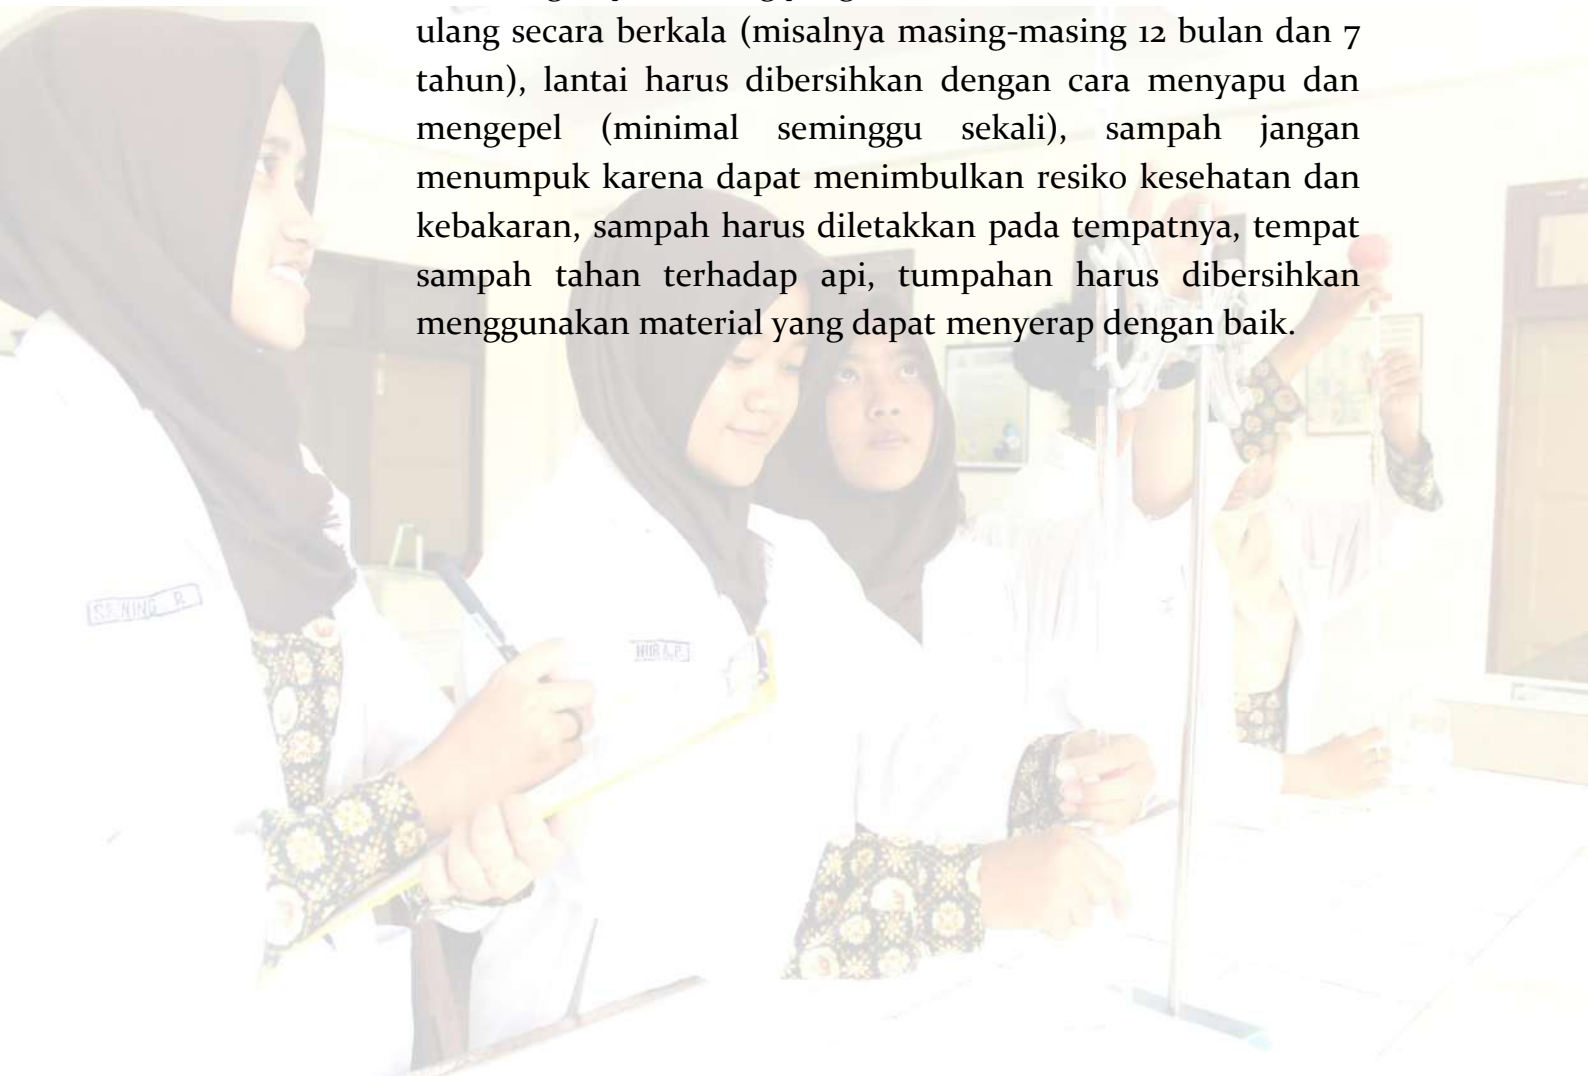 ulang secara berkala (misalnya masing-masing 12 bulan dan 7
tahun), lantai harus dibersihkan dengan cara menyapu dan
mengepel (minimal seminggu sekali), sampah jangan
menumpuk karena dapat menimbulkan resiko kesehatan dan
kebakaran, sampah harus diletakkan pada tempatnya, tempat
sampah tahan terhadap api, tumpahan harus dibersihkan
menggunakan material yang dapat menyerap dengan baik.
NUR A.P.